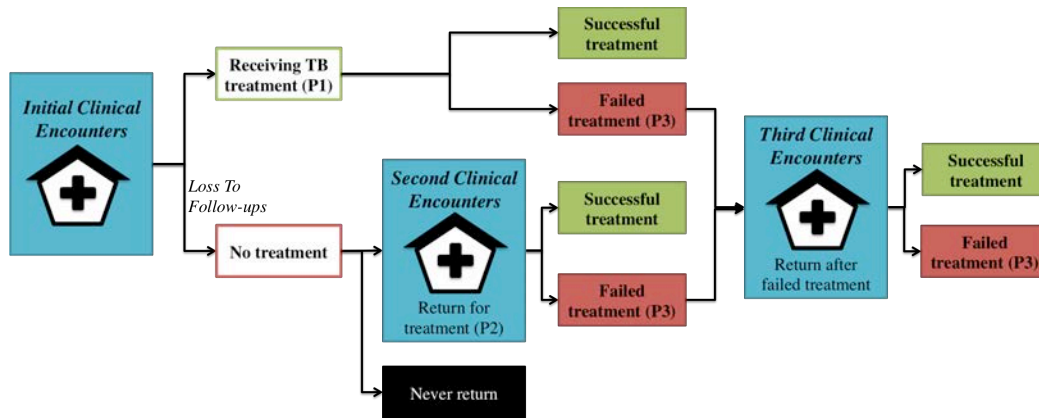 Initial Clinical
Encounters
Loss To
Follow-ups
Receiving TB
treatment (P1)
No treatment
Successful
treatment
Failed
treatment (P3)
Second Clinical
Encounters
Return for
treatment (P2)
Never return
Successful
treatment
Failed
treatment (P3)
Third Clinical
Encounters
Return after
failed treatment
Successful
treatment
Failed
treatment (P3)